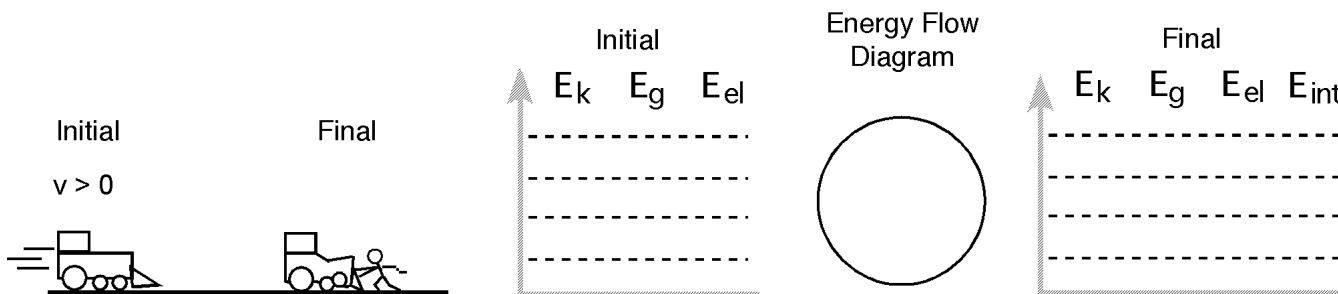 Initial
v > 0
Final
Initial
E_k E_g E_el
Energy Flow
Diagram
Final
E_k E_g E_el E_int